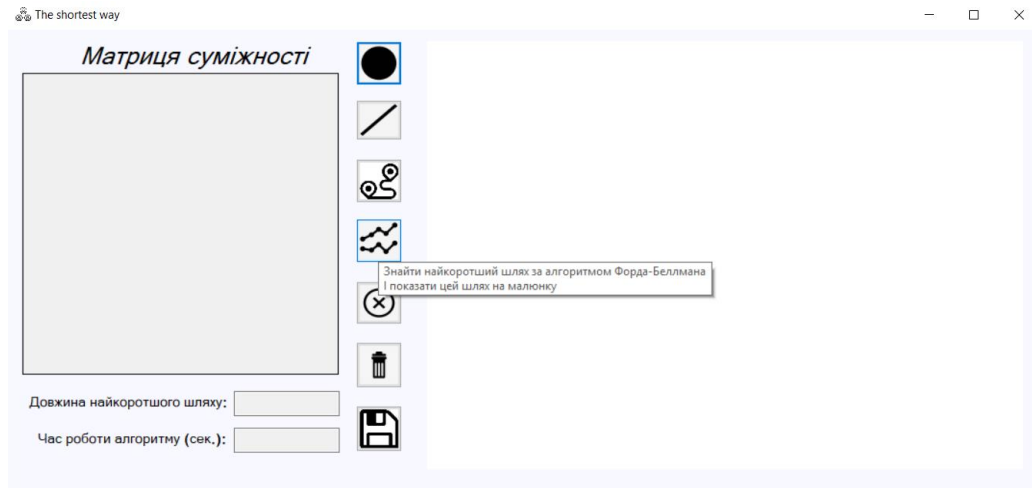 The shortest way
Матриця суміжності
Знайти найкоротший шлях за алгоритмом Форда-Беллмана
І показати цей шлях на малюнку
Довжина найкоротшого шляху:
Час роботи алгоритму (сек.):